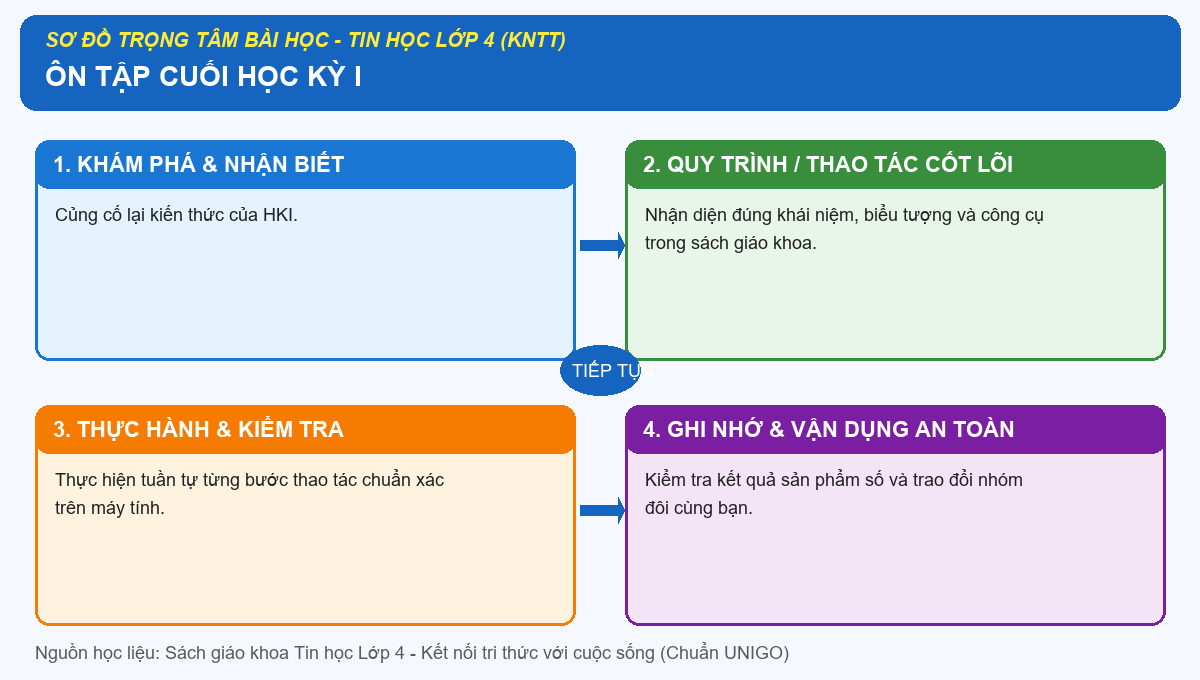 SƠ ĐỒ TRỌNG TÂM BÀI HỌC - TIN HỌC LỚP 4 (KNTT)
ÔN TẬP CUỐI HỌC KỲ I
1. KHÁM PHÁ & NHẬN BIẾT
Củng cố lại kiến thức của HKI.
2. QUY TRÌNH / THAO TÁC CỐT LÕI
Nhận diện đúng khái niệm, biểu tượng và công cụ
trong sách giáo khoa.
TIẾP TỤC
3. THỰC HÀNH & KIỂM TRA
Thực hiện tuần tự từng bước thao tác chuẩn xác
trên máy tính.
4. GHI NHỚ & VẬN DỤNG AN TOÀN
Kiểm tra kết quả sản phẩm số và trao đổi nhóm
đôi cùng bạn.
Nguồn học liệu: Sách giáo khoa Tin học Lớp 4 - Kết nối tri thức với cuộc sống (Chuẩn UNIGO)